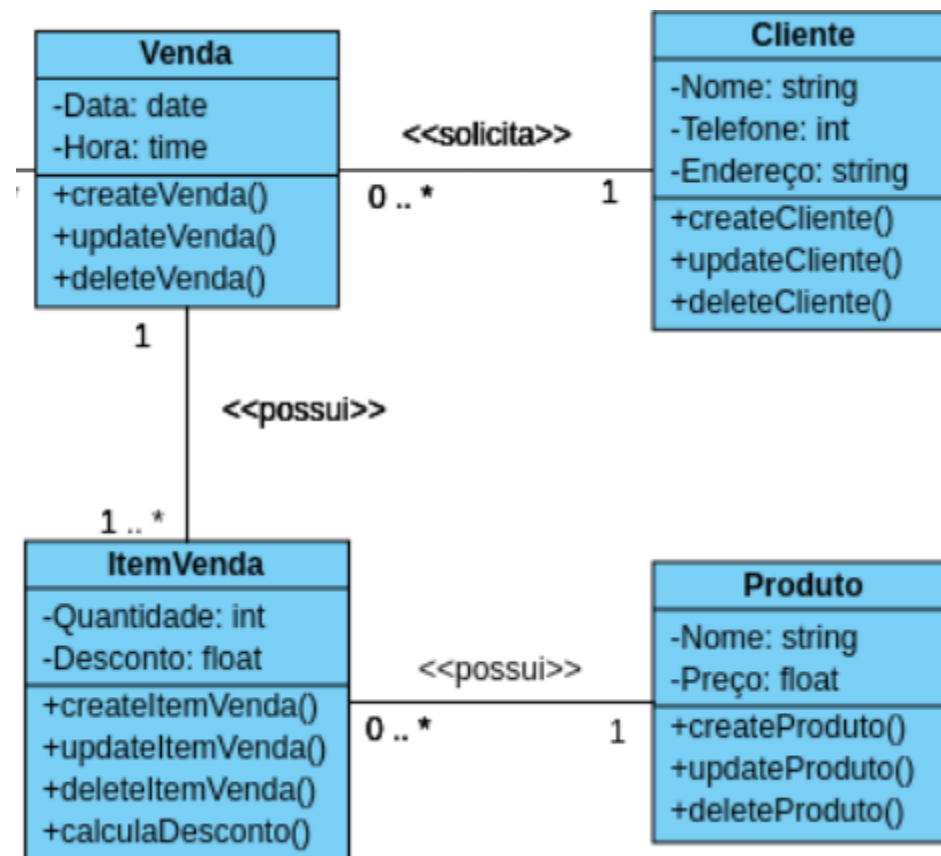 Venda
-Data: date
-Hora: time
+createVenda()
+updateVenda()
+deleteVenda()
<<solicita>>
0 .. *
1
Cliente
-Nome: string
-Telefone: int
-Endereço: string
+createCliente()
+updateCliente()
+deleteCliente()
1
<<possui>>
1 .. *
ItemVenda
-Quantidade: int
-Desconto: float
+createItemVenda()
+updateItemVenda()
+deleteItemVenda()
+calculaDesconto()
<<possui>>
0 .. *
1
Produto
-Nome: string
-Preço: float
+createProduto()
+updateProduto()
+deleteProduto()